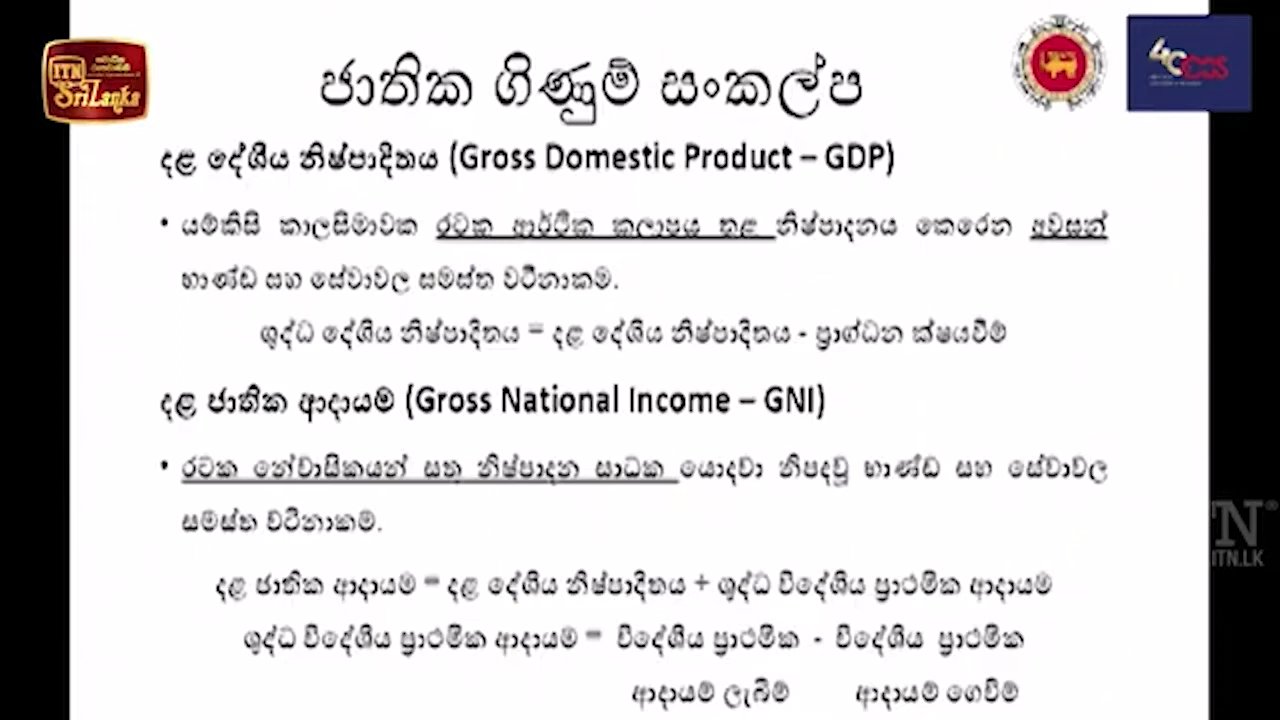 ITN
Sri Lanka
ජාතික ගිණුම් සංකල්ප
දළ දේශීය නිෂ්පාදිතය (Gross Domestic Product – GDP)
• යම්කිසි කාලසීමාවක රටක ආර්ථික කලාපය තුළ නිෂ්පාදනය කෙරෙන අවසන්
භාණ්ඩ සහ සේවාවල සමස්ත වටිනාකම.
ශුද්ධ දේශීය නිෂ්පාදිතය = දළ දේශීය නිෂ්පාදිතය - ප්‍රාග්ධන ක්ෂයවීම්
දළ ජාතික ආදායම් (Gross National Income – GNI)
• රටක නේවාසිකයන් සතු නිෂ්පාදන සාධක යොදවා නිපදවූ භාණ්ඩ සහ සේවාවල
සමස්ත වටිනාකම.
දළ ජාතික ආදායම = දළ දේශීය නිෂ්පාදිතය + ශුද්ධ විදේශීය ප්‍රාථමික ආදායම
ශුද්ධ විදේශීය ප්‍රාථමික ආදායම = විදේශීය ප්‍රාථමික - විදේශීය ප්‍රාථමික
ආදායම් ලැබීම් ආදායම් ගෙවීම්
ITN.LK